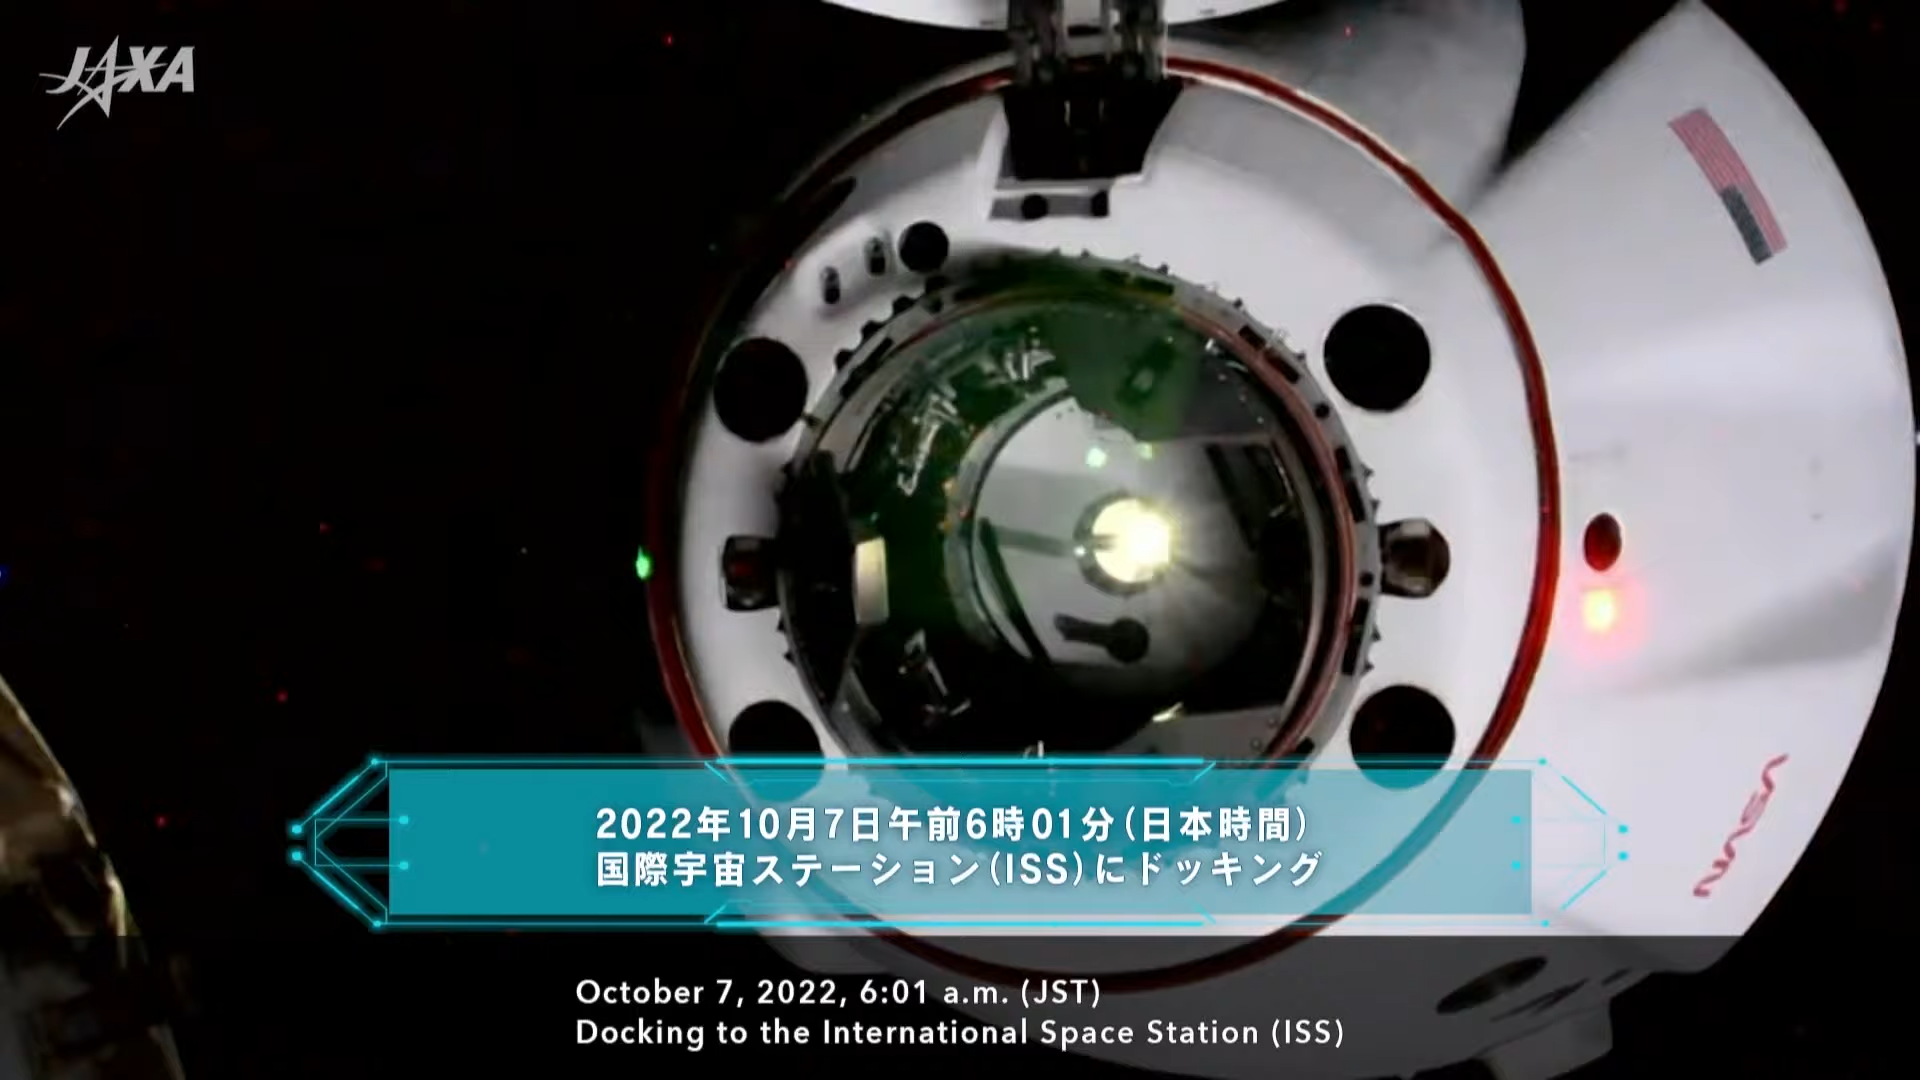 JAXA
2022年10月7日午前6時01分(日本時間)
国際宇宙ステーション(ISS)にドッキング
NASA
October 7, 2022, 6:01 a.m. (JST)
Docking to the International Space Station (ISS)